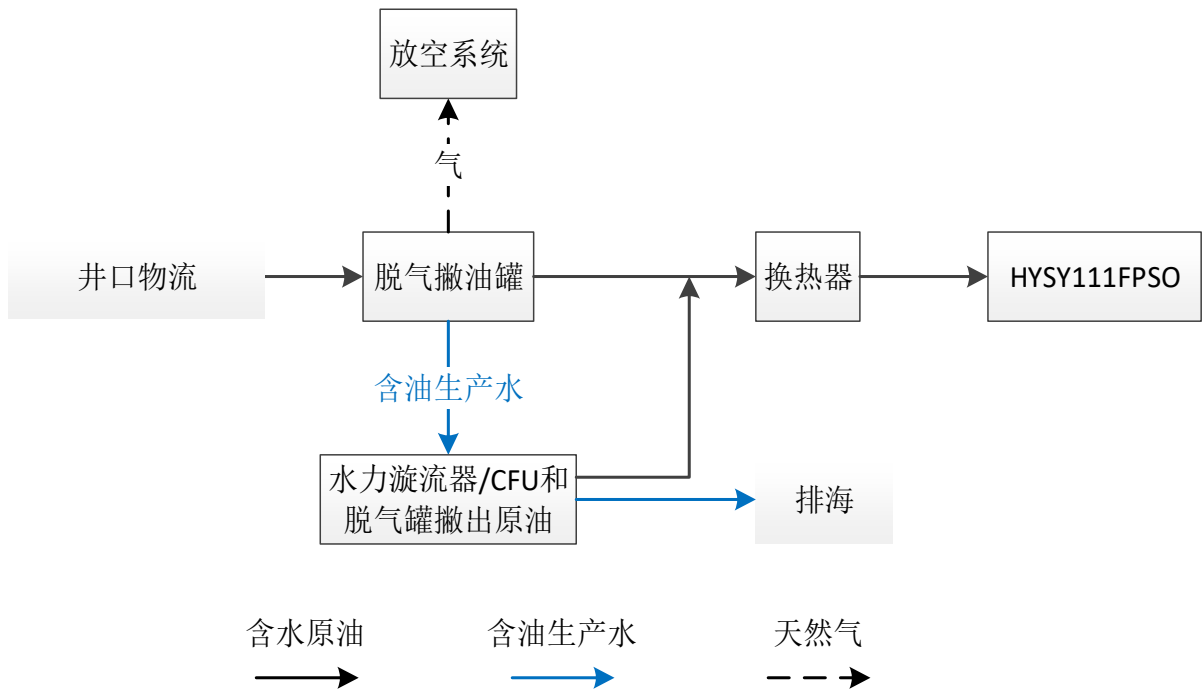 放空系统
气
井口物流
脱气撇油罐
换热器
HYSY111FPSO
含油生产水
水力漩流器/CFU和
脱气罐撇出原油
排海
含水原油
含油生产水
天然气